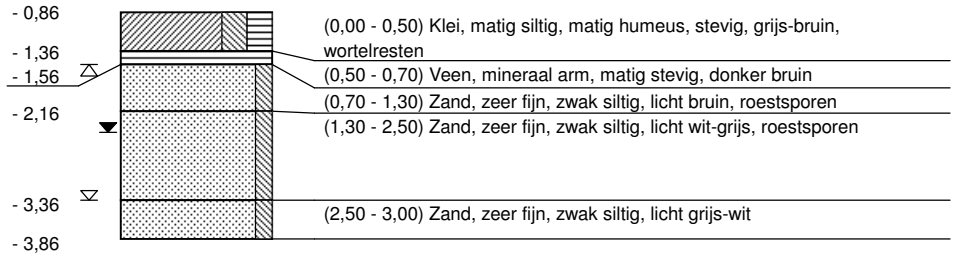 - 0,86
(0,00 - 0,50) Klei, matig siltig, matig humeus, stevig, grijs-bruin,
wortelresten
- 1,36
(0,50 - 0,70) Veen, mineraal arm, matig stevig, donker bruin
- 1,56
(0,70 - 1,30) Zand, zeer fijn, zwak siltig, licht bruin, roestsporen
- 2,16
(1,30 - 2,50) Zand, zeer fijn, zwak siltig, licht wit-grijs, roestsporen
- 3,36
(2,50 - 3,00) Zand, zeer fijn, zwak siltig, licht grijs-wit
- 3,86